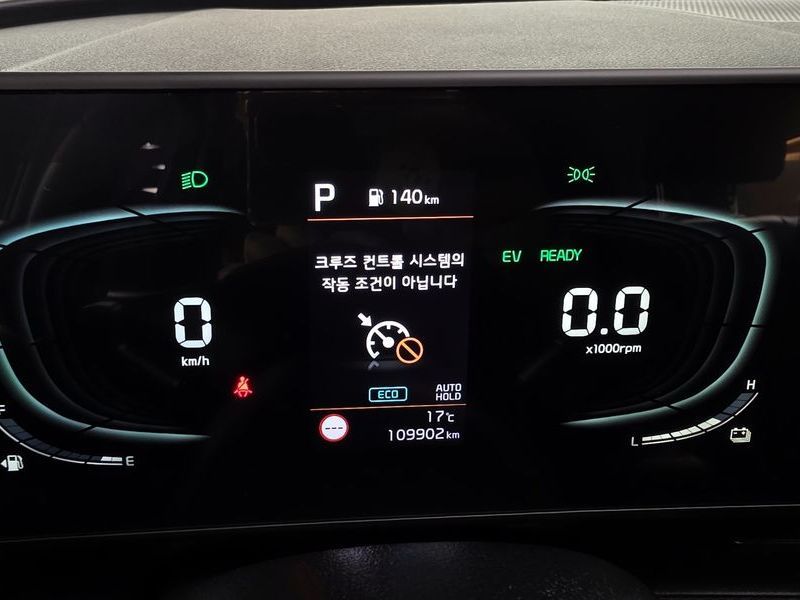 P 140km
크루즈 컨트롤 시스템의
작동 조건이 아닙니다
EV READY
0
km/h
0.0
x1000rpm
ECO
AUTO
HOLD
F
E
---
17℃
109902km
H
L